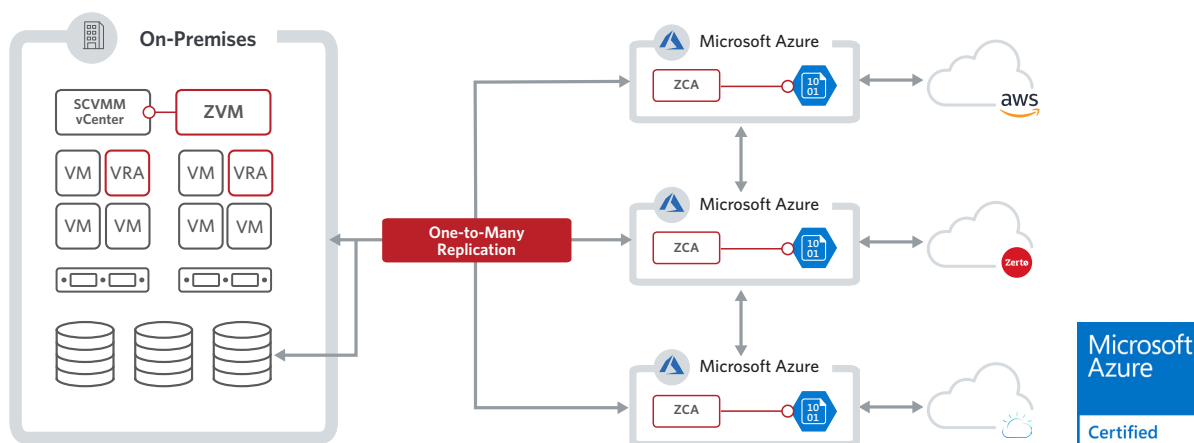 On-Premises
SCVMM
vCenter
ZVM
VM
VRA
VM
VRA
VM
VM
VM
VM
One-to-Many
Replication
Microsoft Azure
ZCA
10
01
aws
Microsoft Azure
ZCA
10
01
Zerto
Microsoft Azure
ZCA
10
01
Microsoft
Azure
Certified